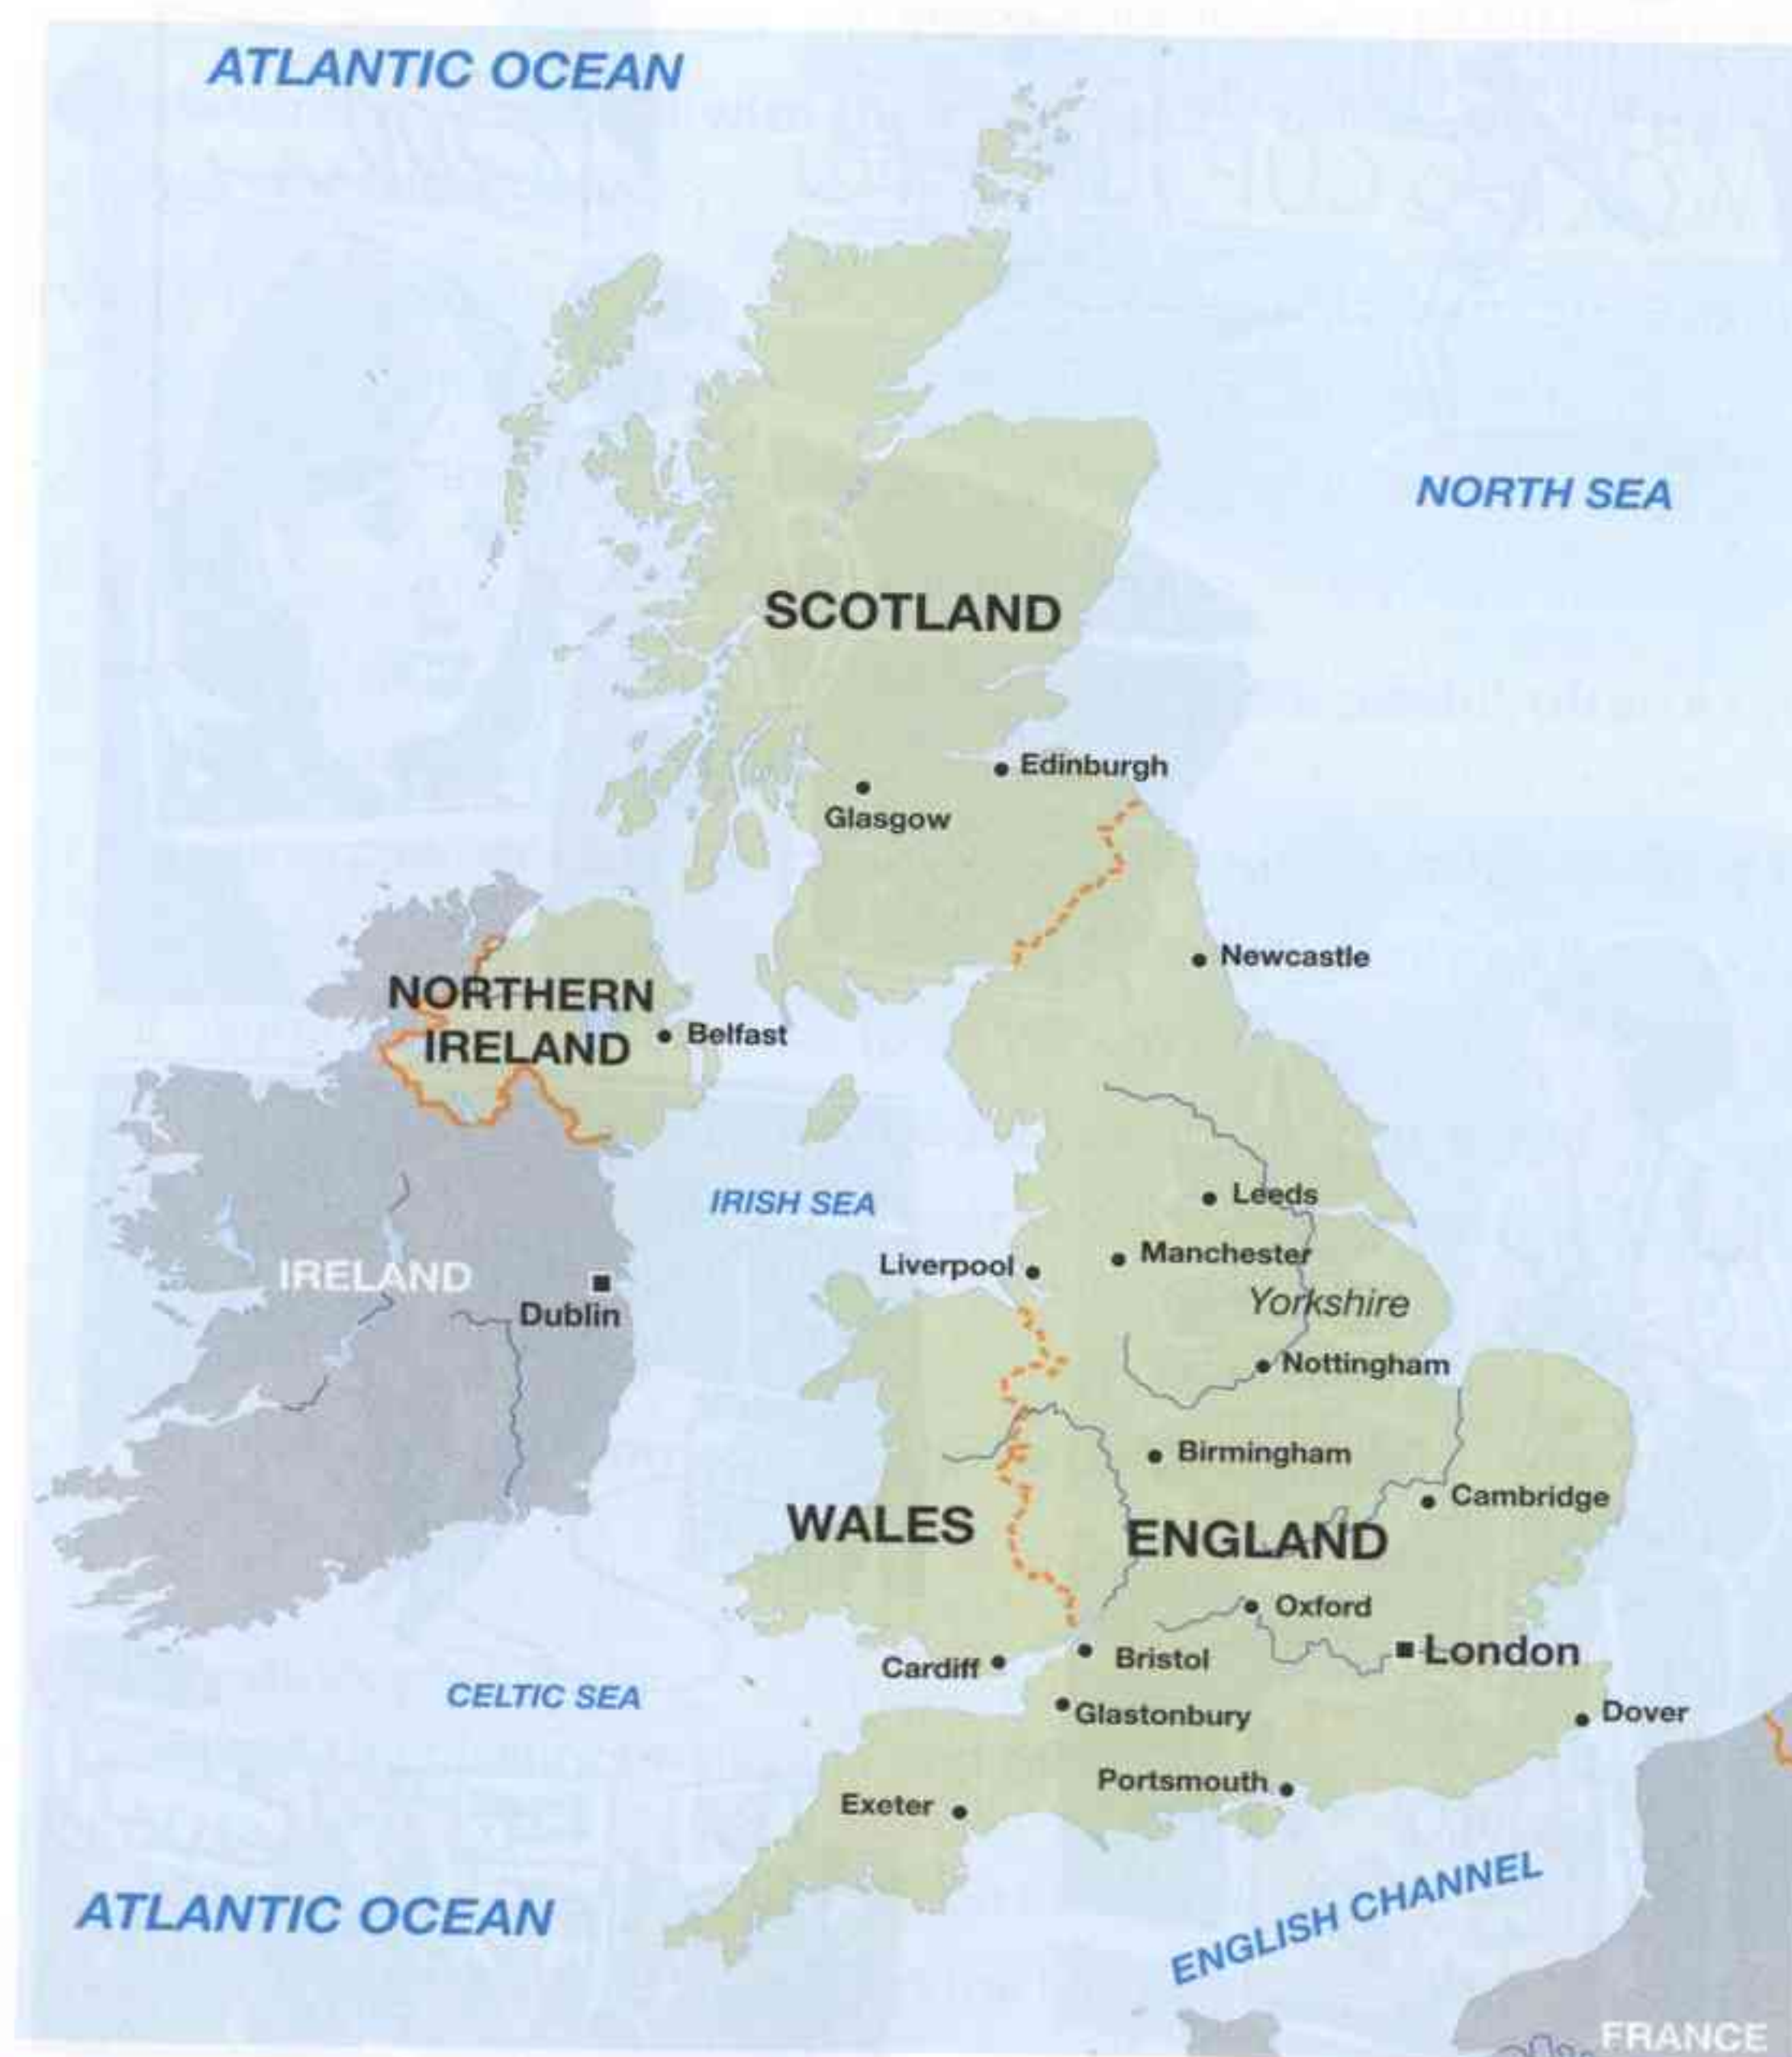 ATLANTIC OCEAN
NORTH SEA
SCOTLAND
Edinburgh
Glasgow
Newcastle
NORTHERN
IRELAND
Belfast
IRISH SEA
Leeds
Manchester
Liverpool
IRELAND
Dublin
Yorkshire
Nottingham
Birmingham
Cambridge
WALES
ENGLAND
Oxford
London
Bristol
Cardiff
CELTIC SEA
Glastonbury
Dover
Portsmouth
Exeter
ATLANTIC OCEAN
ENGLISH CHANNEL
FRANCE